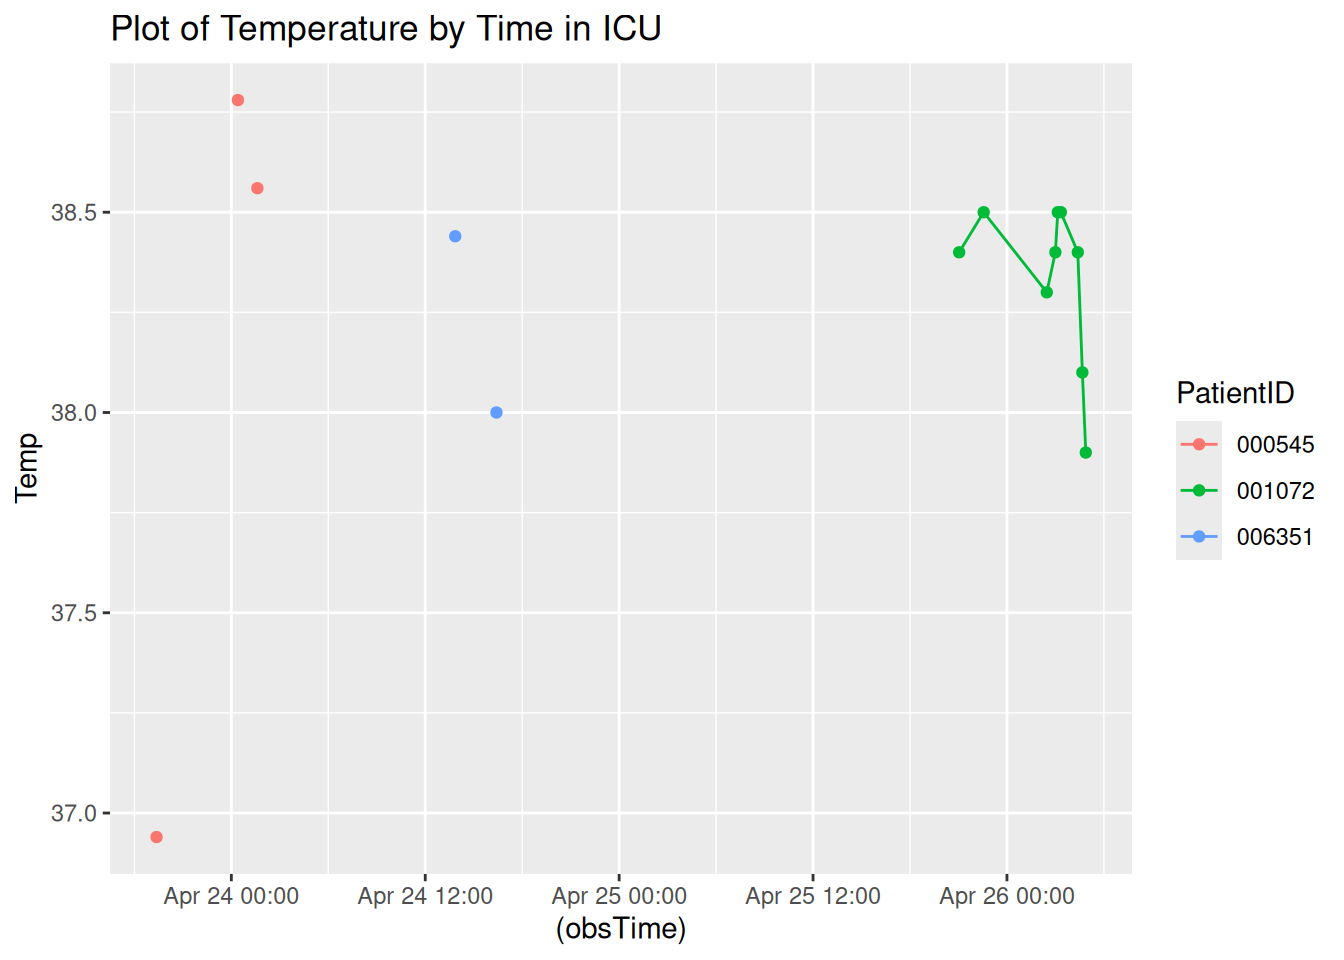 Plot of Temperature by Time in ICU
38.5
38.0
37.5
37.0
Temp
Apr 24 00:00
Apr 24 12:00
Apr 25 00:00
Apr 25 12:00
Apr 26 00:00
(obsTime)
PatientID
000545
001072
006351